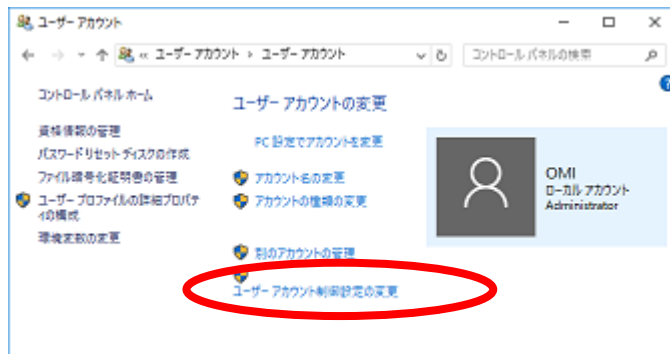 ユーザー アカウント
« ユーザー アカウント › ユーザー アカウント
コントロール パネルの検索
コントロール パネル ホーム
資格情報の管理
パスワード リセット ディスクの作成
ファイル暗号化証明書の管理
ユーザー プロファイルの詳細プロパテ
ィの構成
環境変数の変更
ユーザー アカウントの変更
PC 設定でアカウントを変更
アカウント名の変更
アカウントの種類の変更
別のアカウントの管理
ユーザー アカウント制御設定の変更
OMI
ローカル アカウント
Administrator